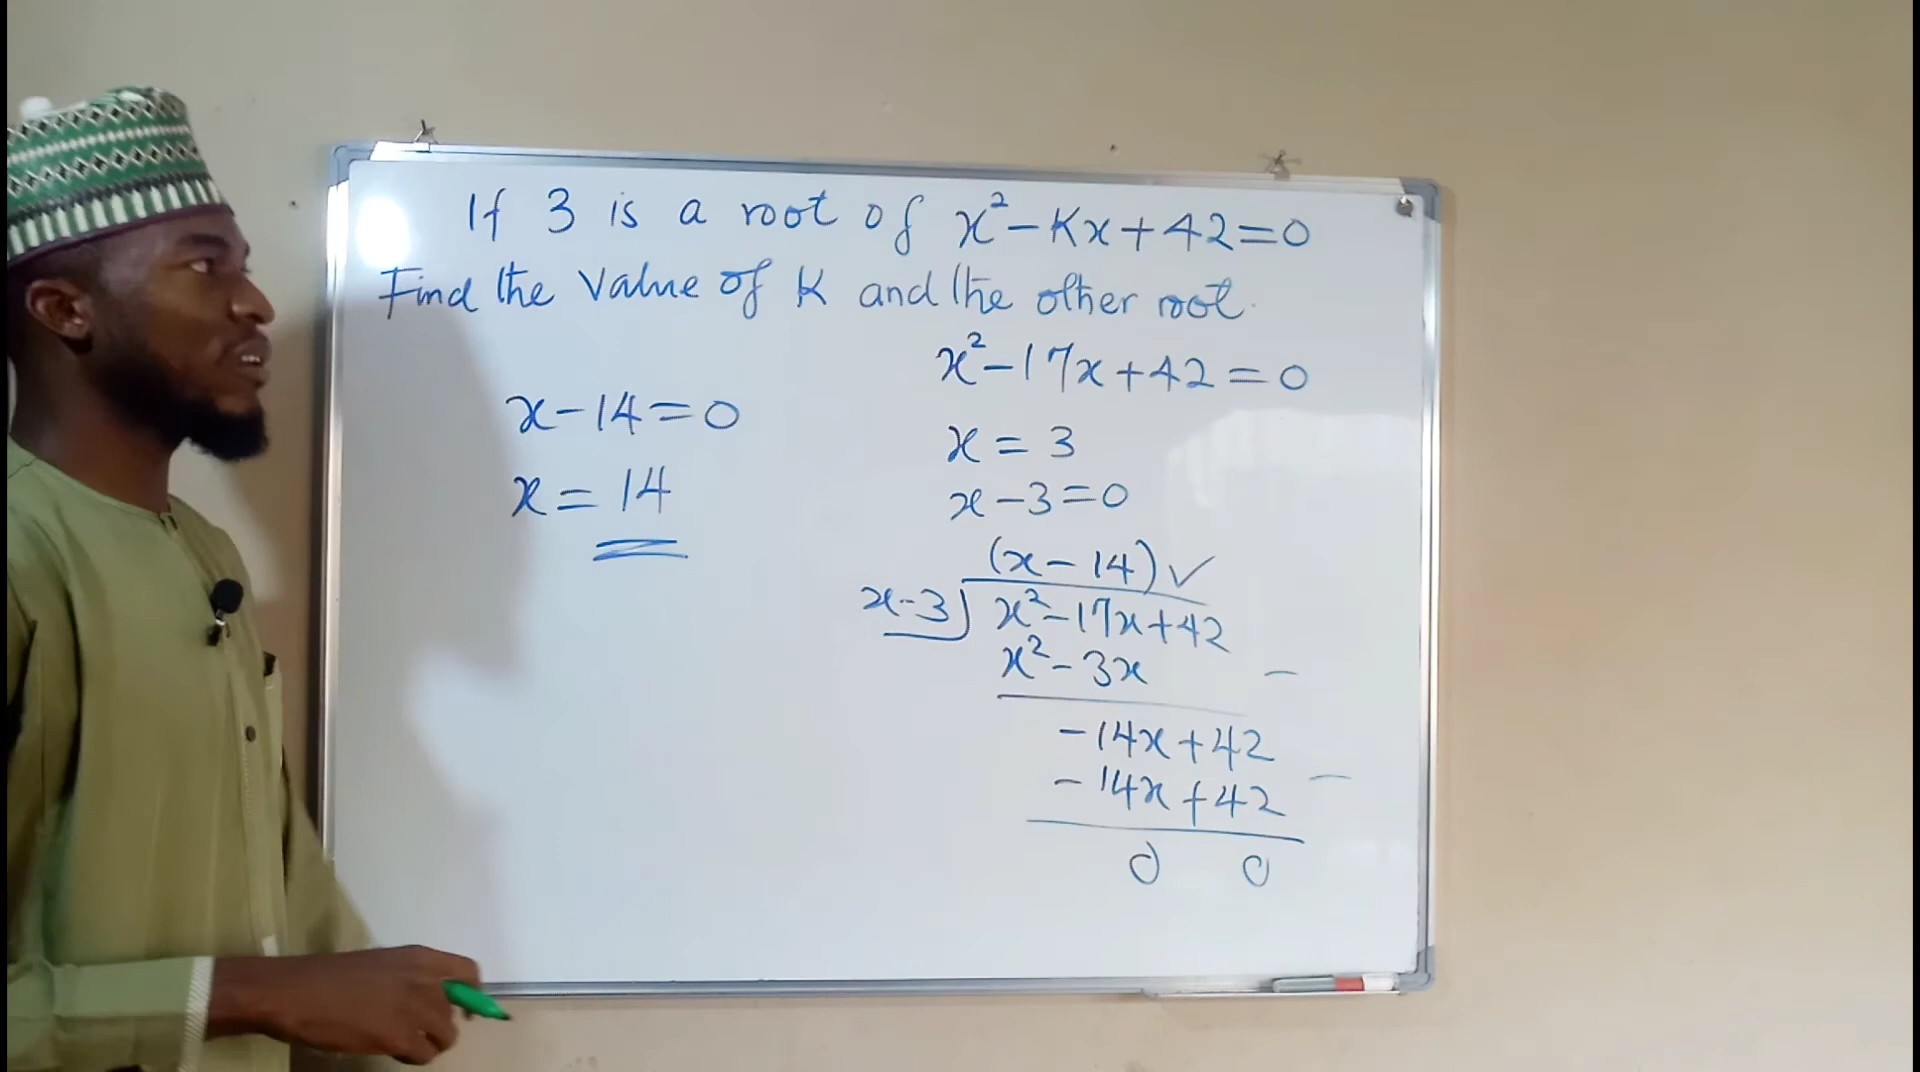 If 3 is a root of x²-Kx+42=0
Find the value of K and the other root.
x-14=0
x=14
x²-17x+42=0
x=3
x-3=0
(x-14)✓
x-3)x²-17x+42
x²-3x -
-14x+42
-14x+42 -
0 0